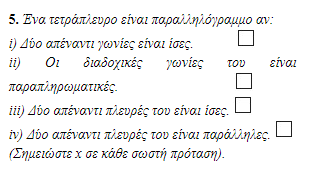 5. Ένα τετράπλευρο είναι παραλληλόγραμμο αν:
i) Δύο απέναντι γωνίες είναι ίσες.
ii) Οι διαδοχικές γωνίες του είναι
παραπληρωματικές.
iii) Δύο απέναντι πλευρές του είναι ίσες.
iv) Δύο απέναντι πλευρές του είναι παράλληλες.
(Σημειώστε x σε κάθε σωστή πρόταση).